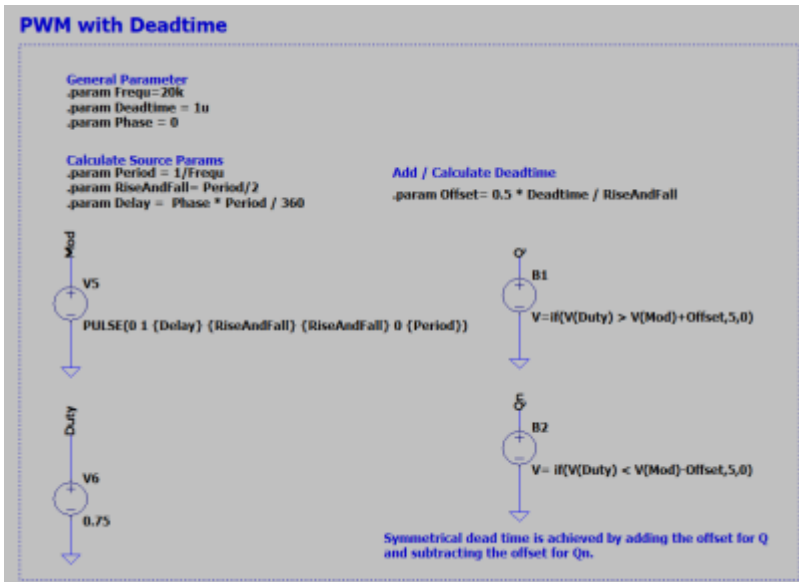 PWM with Deadtime
General Parameter
.param Frequ=20k
.param Deadtime = 1u
.param Phase = 0
Calculate Source Params
.param Period = 1/Frequ
.param RiseAndFall= Period/2
.param Delay =  Phase * Period / 360
Add / Calculate Deadtime
.param Offset= 0.5 * Deadtime / RiseAndFall
Mod
V5
PULSE(0 1 {Delay} {RiseAndFall} {RiseAndFall} 0 {Period})
B1
V=if(V(Duty) > V(Mod)+Offset,5,0)
Duty
V6
0.75
B2
V= if(V(Duty) < V(Mod)-Offset,5,0)
Symmetrical dead time is achieved by adding the offset for Q
and subtracting the offset for Qn.